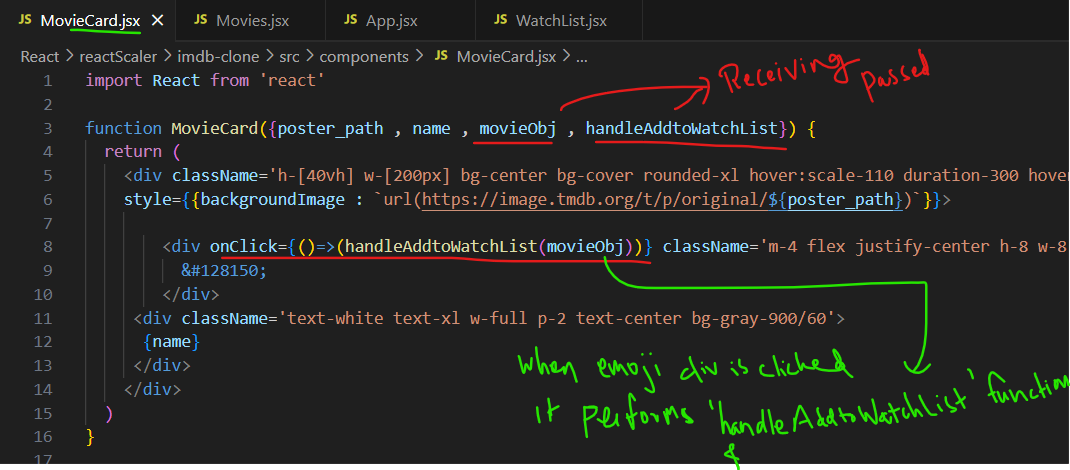 JS MovieCard.jsx × JS Movies.jsx JS App.jsx JS WatchList.jsx
React > reactScaler > imdb-clone > src > components > JS MovieCard.jsx > ...
1 import React from 'react'
Receiving passed
2
3 function MovieCard({poster_path , name , movieObj , handleAddtoWatchList}) {
4 return (
5 <div className='h-[40vh] w-[200px] bg-center bg-cover rounded-xl hover:scale-110 duration-300 hover
6 style={{backgroundImage : `url(https://image.tmdb.org/t/p/original/${poster_path})`}}>
7
8 <div onClick={()=>(handleAddtoWatchList(movieObj))} className='m-4 flex justify-center h-8 w-8
9 &#128150;
10 </div>
11 <div className='text-white text-xl w-full p-2 text-center bg-gray-900/60'>
12 {name}
13 </div>
14 </div>
15 )
16 }
17
when emoji div is clicked
it performs 'handleAddtoWatchList' function
&